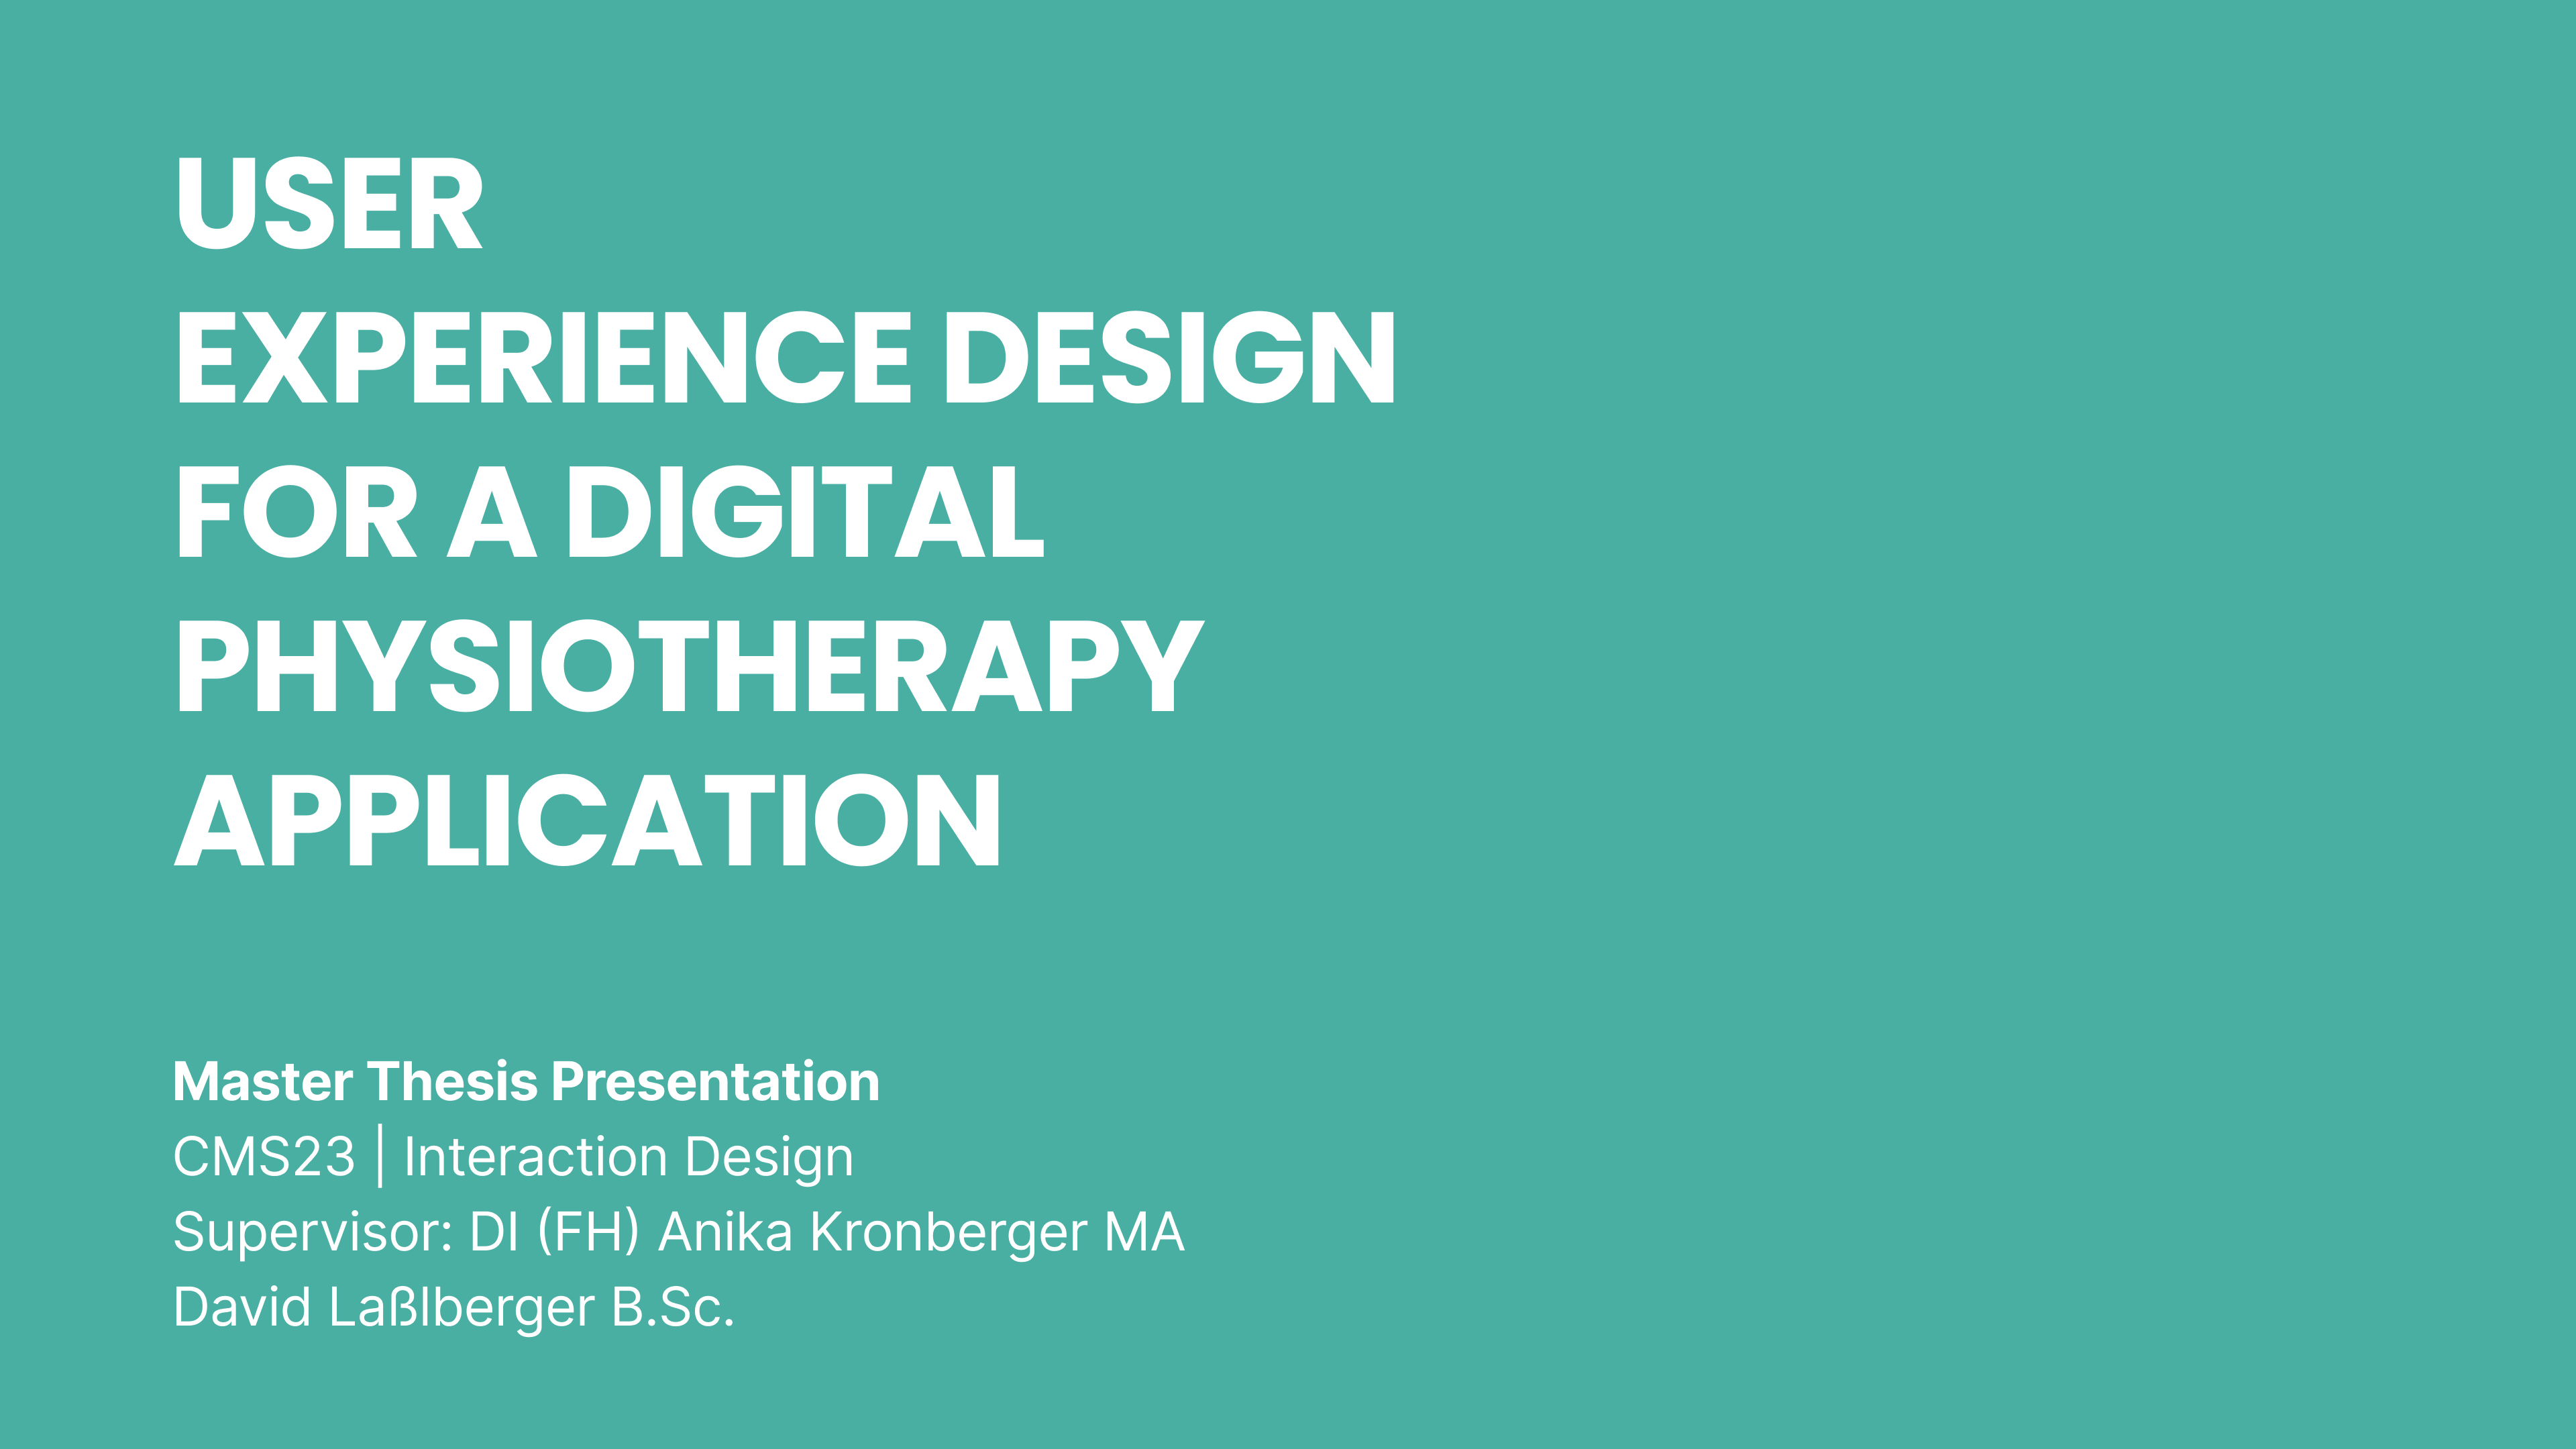 USER
EXPERIENCE DESIGN
FOR A DIGITAL
PHYSIOTHERAPY
APPLICATION
Master Thesis Presentation
CMS23 | Interaction Design
Supervisor: DI (FH) Anika Kronberger MA
David Laßlberger B.Sc.